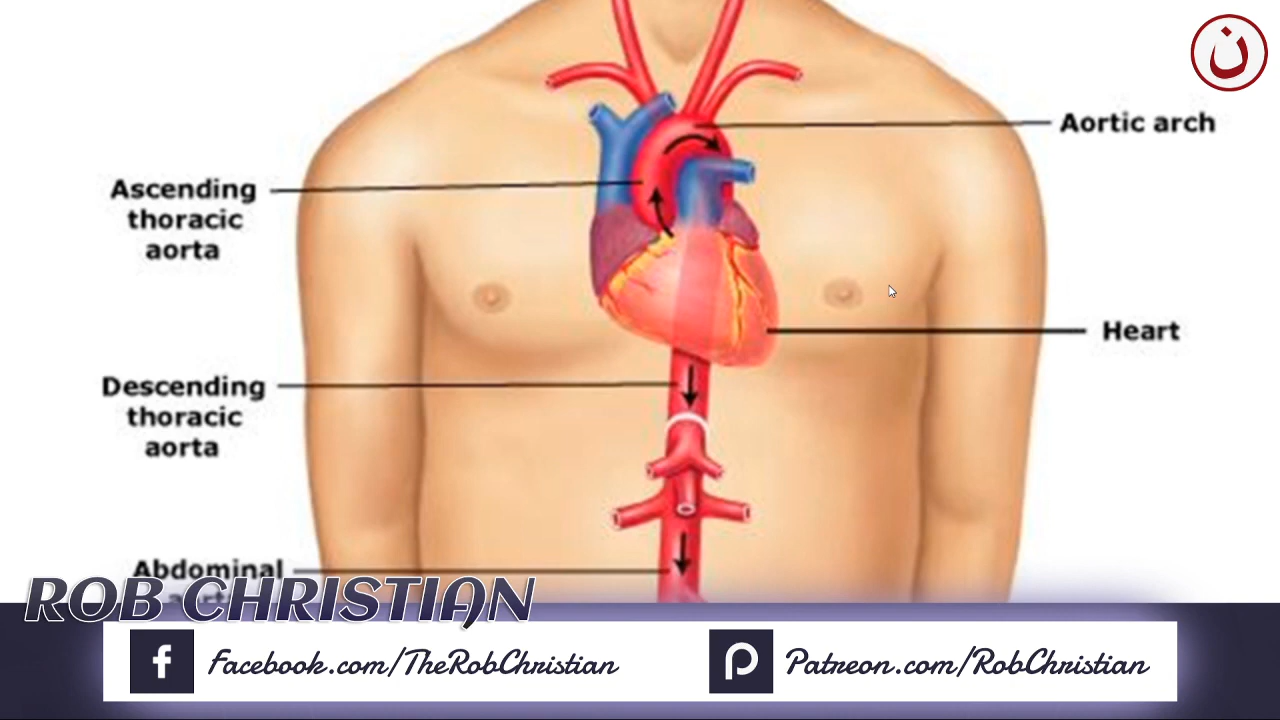 ن
Aortic arch
Ascending
thoracic
aorta
Heart
Descending
thoracic
aorta
Abdominal
ROB CHRISTIAN
f Facebook.com/TheRobChristian
Patreon.com/RobChristian